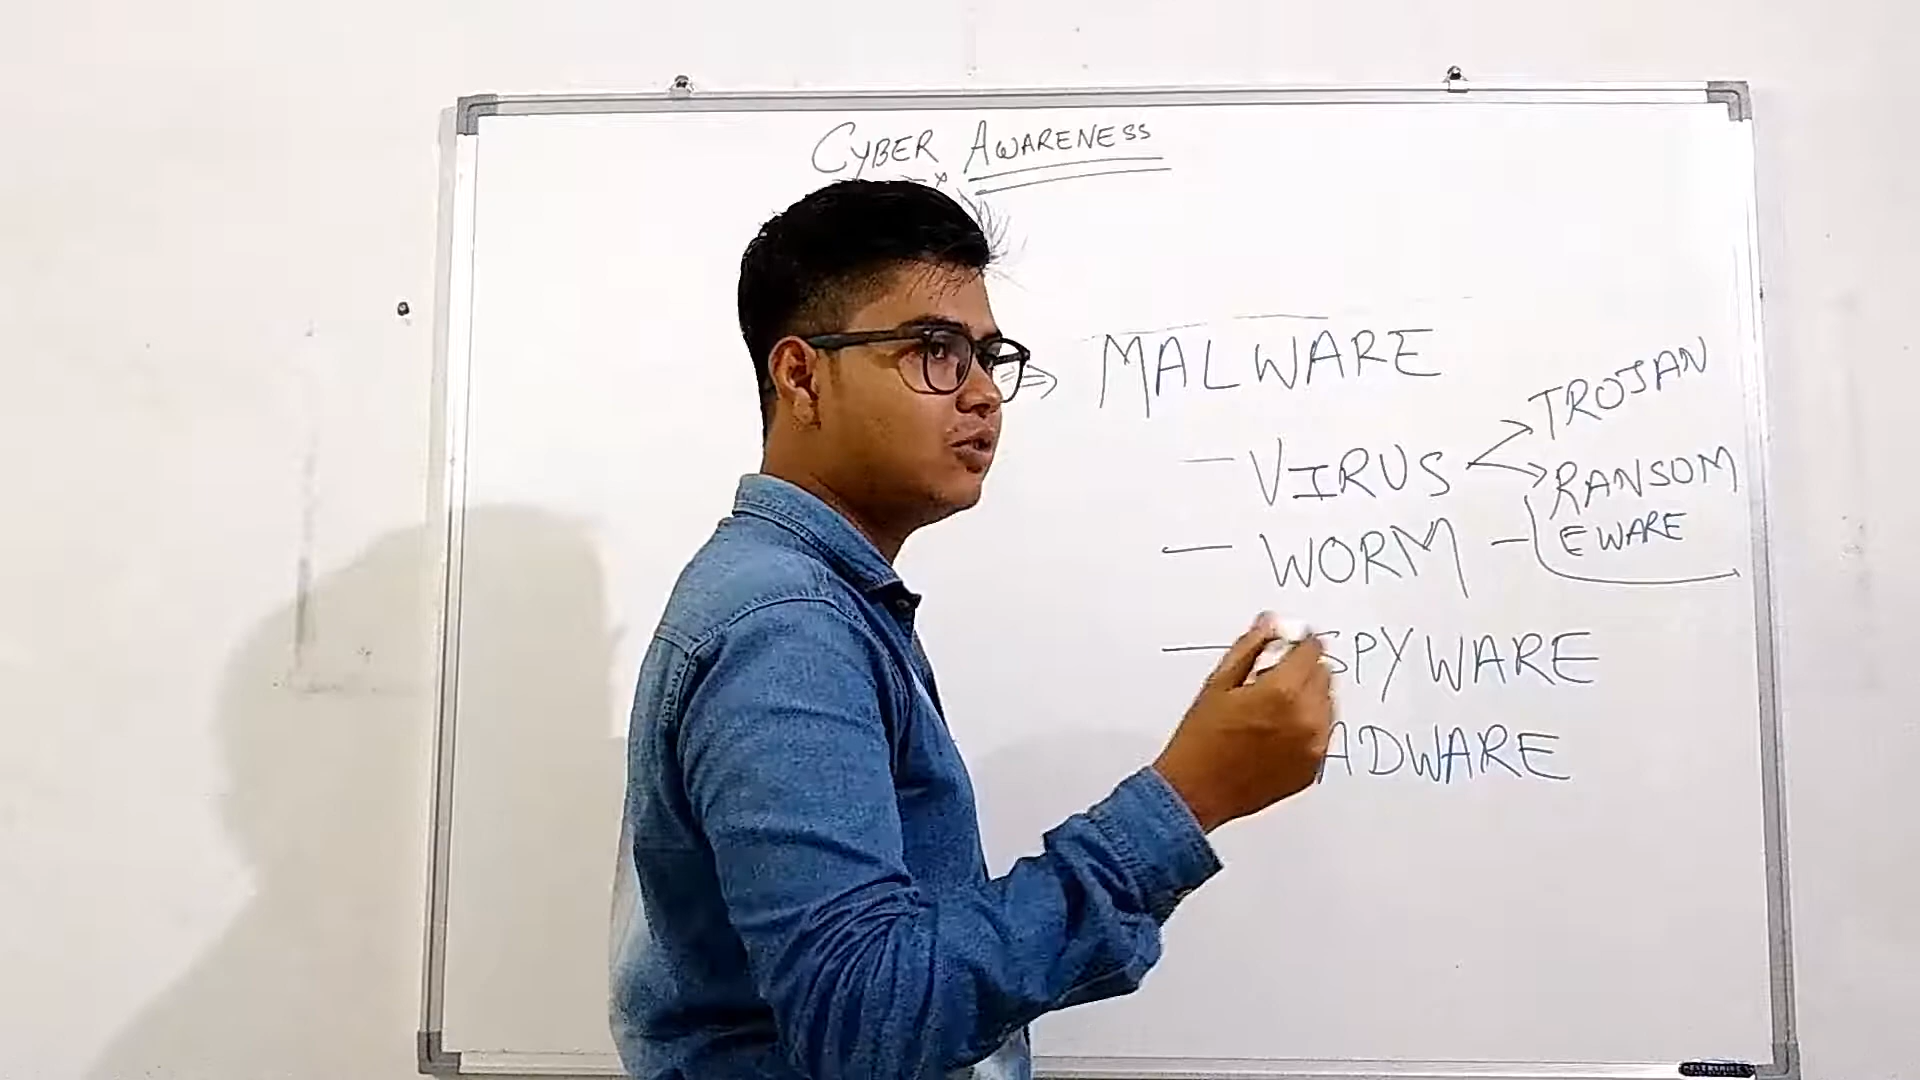 CYBER AWARENESS
⇒ MALWARE
— VIRUS
TROJAN
RANSOM
EWARE
— WORM —
— SPYWARE
ADWARE